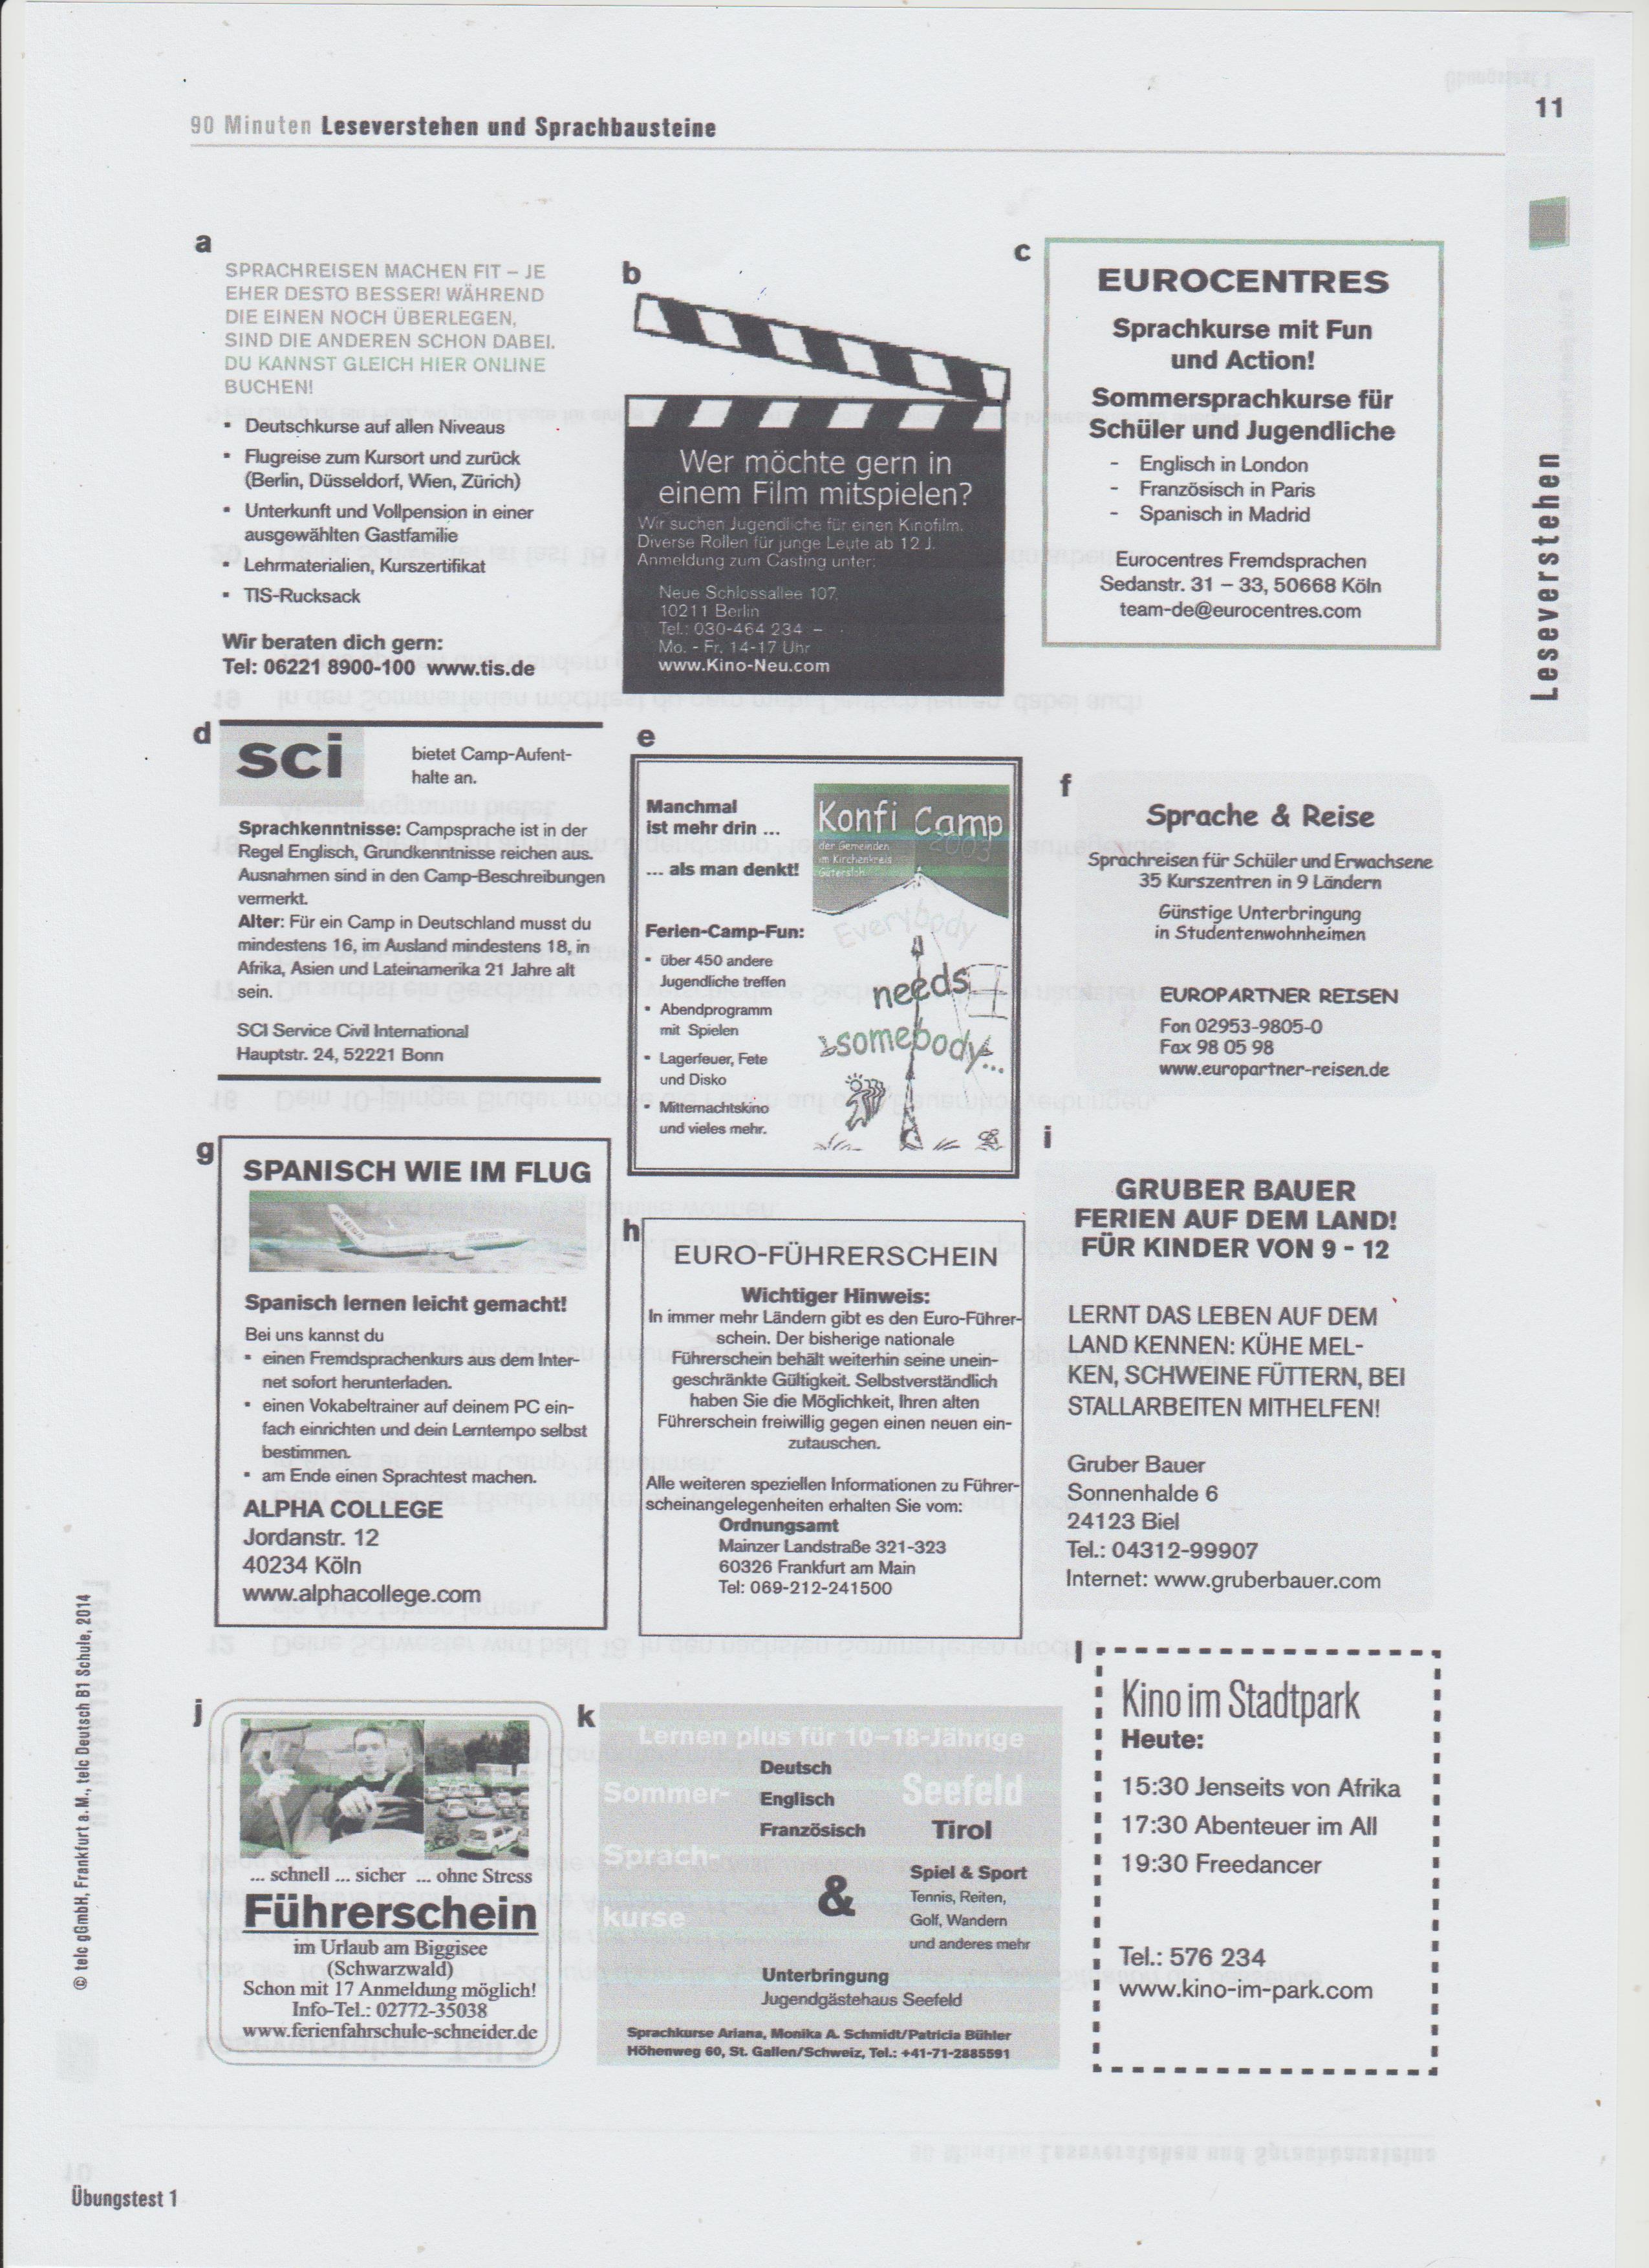 90 Minuten Leseverstehen und Sprachbausteine
11
Leseverstehen
a
SPRACHREISEN MACHEN FIT – JE
EHER DESTO BESSER! WÄHREND
DIE EINEN NOCH ÜBERLEGEN,
SIND DIE ANDEREN SCHON DABEI.
DU KANNST GLEICH HIER ONLINE
BUCHEN!
▪ Deutschkurse auf allen Niveaus
▪ Flugreise zum Kursort und zurück
(Berlin, Düsseldorf, Wien, Zürich)
▪ Unterkunft und Vollpension in einer
ausgewählten Gastfamilie
▪ Lehrmaterialien, Kurszertifikat
▪ TIS-Rucksack
Wir beraten dich gern:
Tel: 06221 8900-100 www.tis.de
b
Wer möchte gern in
einem Film mitspielen?
Wir suchen Jugendliche für einen Kinofilm.
Diverse Rollen für junge Leute ab 12 J.
Anmeldung zum Casting unter:
Neue Schlossallee 107,
10211 Berlin
Tel.: 030-464 234 –
Mo. - Fr. 14-17 Uhr
www.Kino-Neu.com
c
EUROCENTRES
Sprachkurse mit Fun
und Action!
Sommersprachkurse für
Schüler und Jugendliche
- Englisch in London
- Französisch in Paris
- Spanisch in Madrid
Eurocentres Fremdsprachen
Sedanstr. 31 – 33, 50668 Köln
team-de@eurocentres.com
d
sci
bietet Camp-Aufent-
halte an.
Sprachkenntnisse: Campsprache ist in der
Regel Englisch, Grundkenntnisse reichen aus.
Ausnahmen sind in den Camp-Beschreibungen
vermerkt.
Alter: Für ein Camp in Deutschland musst du
mindestens 16, im Ausland mindestens 18, in
Afrika, Asien und Lateinamerika 21 Jahre alt
sein.
SCI Service Civil International
Hauptstr. 24, 52221 Bonn
e
Manchmal
ist mehr drin ...
... als man denkt!
Ferien-Camp-Fun:
▪ über 450 andere
Jugendliche treffen
▪ Abendprogramm
mit Spielen
▪ Lagerfeuer, Fete
und Disko
▪ Mitternachtskino
und vieles mehr.
Konfi Camp
2003
der Gemeinden
im Kirchenkreis
Gütersloh
Everybody
needs
somebody...
f
Sprache & Reise
Sprachreisen für Schüler und Erwachsene
35 Kurszentren in 9 Ländern
Günstige Unterbringung
in Studentenwohnheimen
EUROPARTNER REISEN
Fon 02953-9805-0
Fax 98 05 98
www.europartner-reisen.de
g
SPANISCH WIE IM FLUG
Spanisch lernen leicht gemacht!
Bei uns kannst du
▪ einen Fremdsprachenkurs aus dem Inter-
net sofort herunterladen.
▪ einen Vokabeltrainer auf deinem PC ein-
fach einrichten und dein Lerntempo selbst
bestimmen.
▪ am Ende einen Sprachtest machen.
ALPHA COLLEGE
Jordanstr. 12
40234 Köln
www.alphacollege.com
h
EURO-FÜHRERSCHEIN
Wichtiger Hinweis:
In immer mehr Ländern gibt es den Euro-Führer-
schein. Der bisherige nationale
Führerschein behält weiterhin seine unein-
geschränkte Gültigkeit. Selbstverständlich
haben Sie die Möglichkeit, Ihren alten
Führerschein freiwillig gegen einen neuen ein-
zutauschen.
Alle weiteren speziellen Informationen zu Führer-
scheinangelegenheiten erhalten Sie vom:
Ordnungsamt
Mainzer Landstraße 321-323
60326 Frankfurt am Main
Tel: 069-212-241500
i
GRUBER BAUER
FERIEN AUF DEM LAND!
FÜR KINDER VON 9 - 12
LERNT DAS LEBEN AUF DEM
LAND KENNEN: KÜHE MEL-
KEN, SCHWEINE FÜTTERN, BEI
STALLARBEITEN MITHELFEN!
Gruber Bauer
Sonnenhalde 6
24123 Biel
Tel.: 04312-99907
Internet: www.gruberbauer.com
j
... schnell ... sicher ... ohne Stress
Führerschein
im Urlaub am Biggisee
(Schwarzwald)
Schon mit 17 Anmeldung möglich!
Info-Tel.: 02772-35038
www.ferienfahrschule-schneider.de
k
Lernen plus für 10–18-Jährige
Sommer-
Sprach-
kurse
Deutsch
Englisch
Französisch
Seefeld
Tirol
&
Spiel & Sport
Tennis, Reiten,
Golf, Wandern
und anderes mehr
Unterbringung
Jugendgästehaus Seefeld
Sprachkurse Ariana, Monika A. Schmidt/Patricia Bühler
Höhenweg 60, St. Gallen/Schweiz, Tel.: +41-71-2885591
l
Kino im Stadtpark
Heute:
15:30 Jenseits von Afrika
17:30 Abenteuer im All
19:30 Freedancer
Tel.: 576 234
www.kino-im-park.com
© telc gGmbH, Frankfurt a. M., telc Deutsch B1 Schule, 2014
Übungstest 1